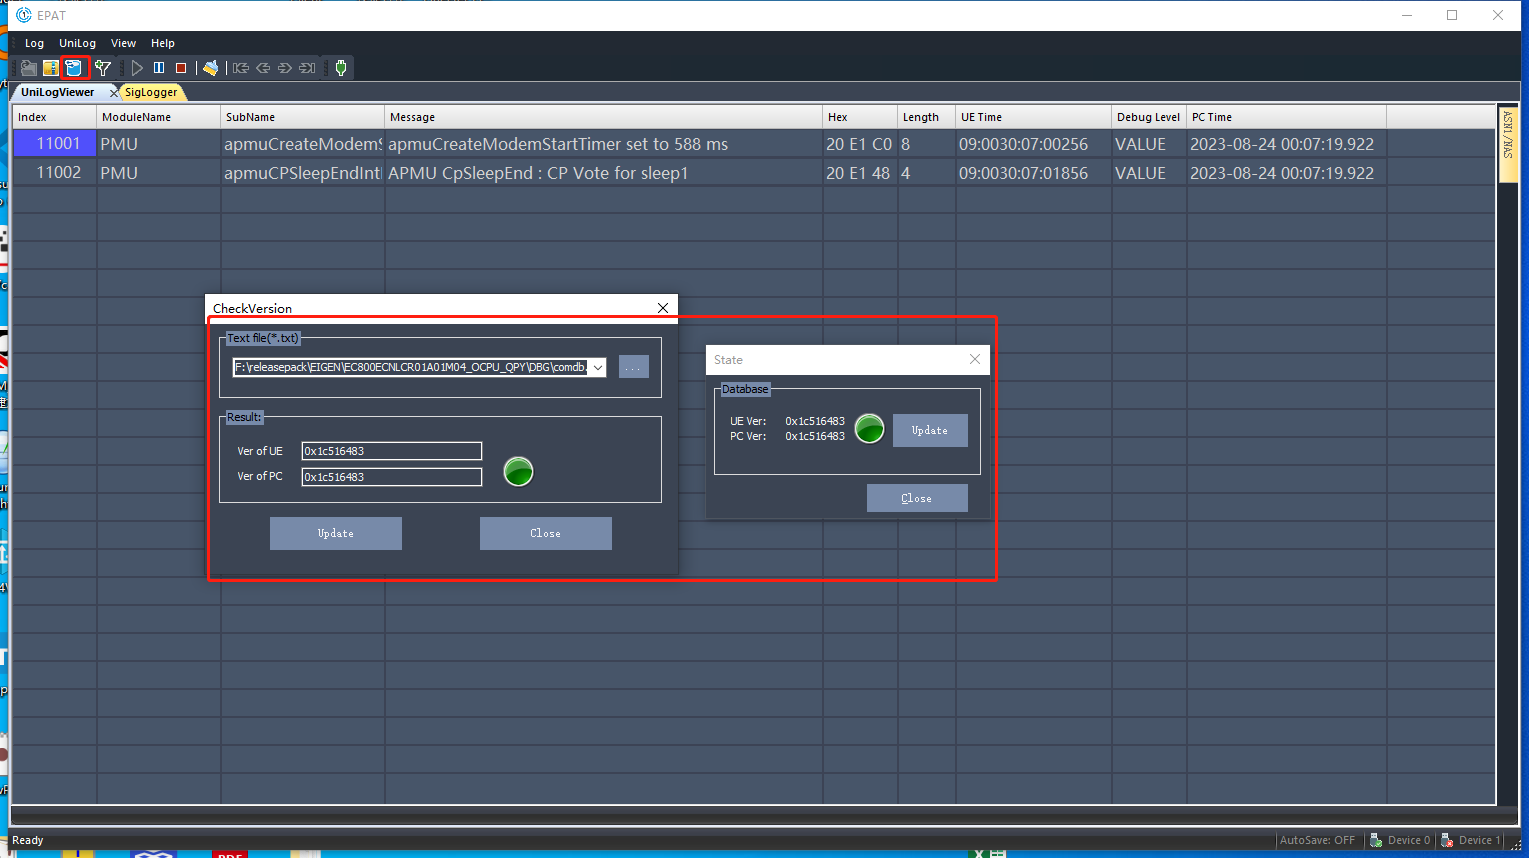 EPAT
Log UniLog View Help
UniLogViewer SigLogger
Index ModuleName SubName Message Hex Length UE Time Debug Level PC Time
11001 PMU apmuCreateModemS apmuCreateModemStartTimer set to 588 ms 20 E1 C0 8 09:0030:07:00256 VALUE 2023-08-24 00:07:19.922
11002 PMU apmuCPSleepEndInt APMU CpSleepEnd : CP Vote for sleep1 20 E1 48 4 09:0030:07:01856 VALUE 2023-08-24 00:07:19.922
ASN1/NAS
CheckVersion
Text file(*.txt)
F:\releasepack\EIGEN\EC800ECNLCR01A01M04_OCPU_QPY\DBG\comdb.
...
Result:
Ver of UE 0x1c516483
Ver of PC 0x1c516483
Update Close
State
Database
UE Ver: 0x1c516483
PC Ver: 0x1c516483
Update
Close
Ready
AutoSave: OFF Device 0 Device 1
PDF